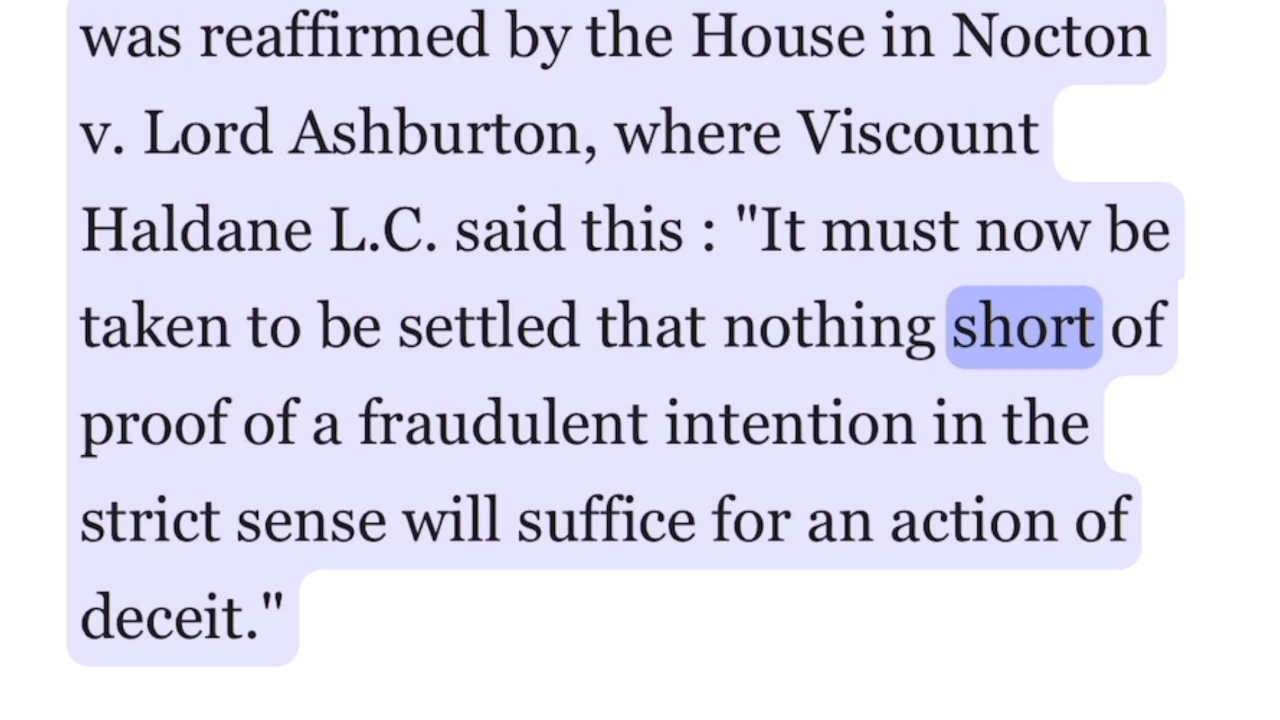 was reaffirmed by the House in Nocton
v. Lord Ashburton, where Viscount
Haldane L.C. said this : "It must now be
taken to be settled that nothing short of
proof of a fraudulent intention in the
strict sense will suffice for an action of
deceit."